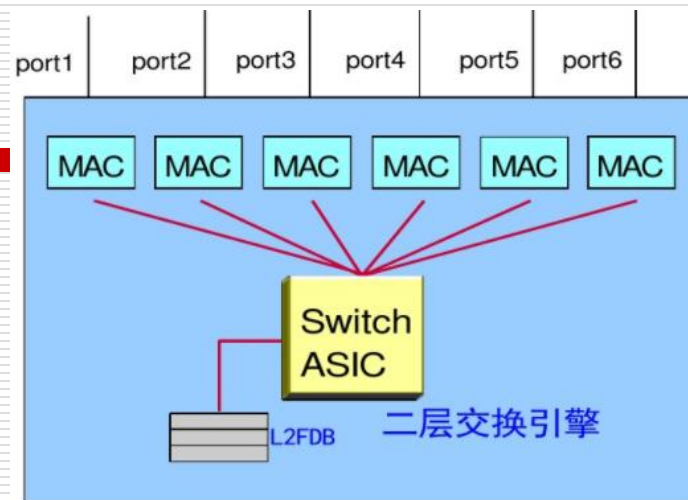 port1 port2 port3 port4 port5 port6
MAC MAC MAC MAC MAC MAC
Switch
ASIC
L2FDB
二层交换引擎